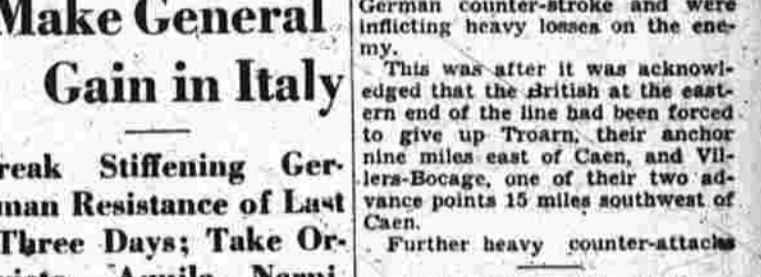 Make General
Gain in Italy
reak Stiffening Ger-
man Resistance of Last
Three Days; Take Or-
Aquila
German counter-stroke and were
inflicting heavy losses on the ene-
my.
This was after it was acknowl-
edged that the British at the east-
ern end of the line had been forced
to give up Troarn, their anchor
nine miles east of Caen, and Vil-
lers-Bocage, one of their two ad-
vance points 15 miles southwest of
Caen.
Further heavy counter-attacks